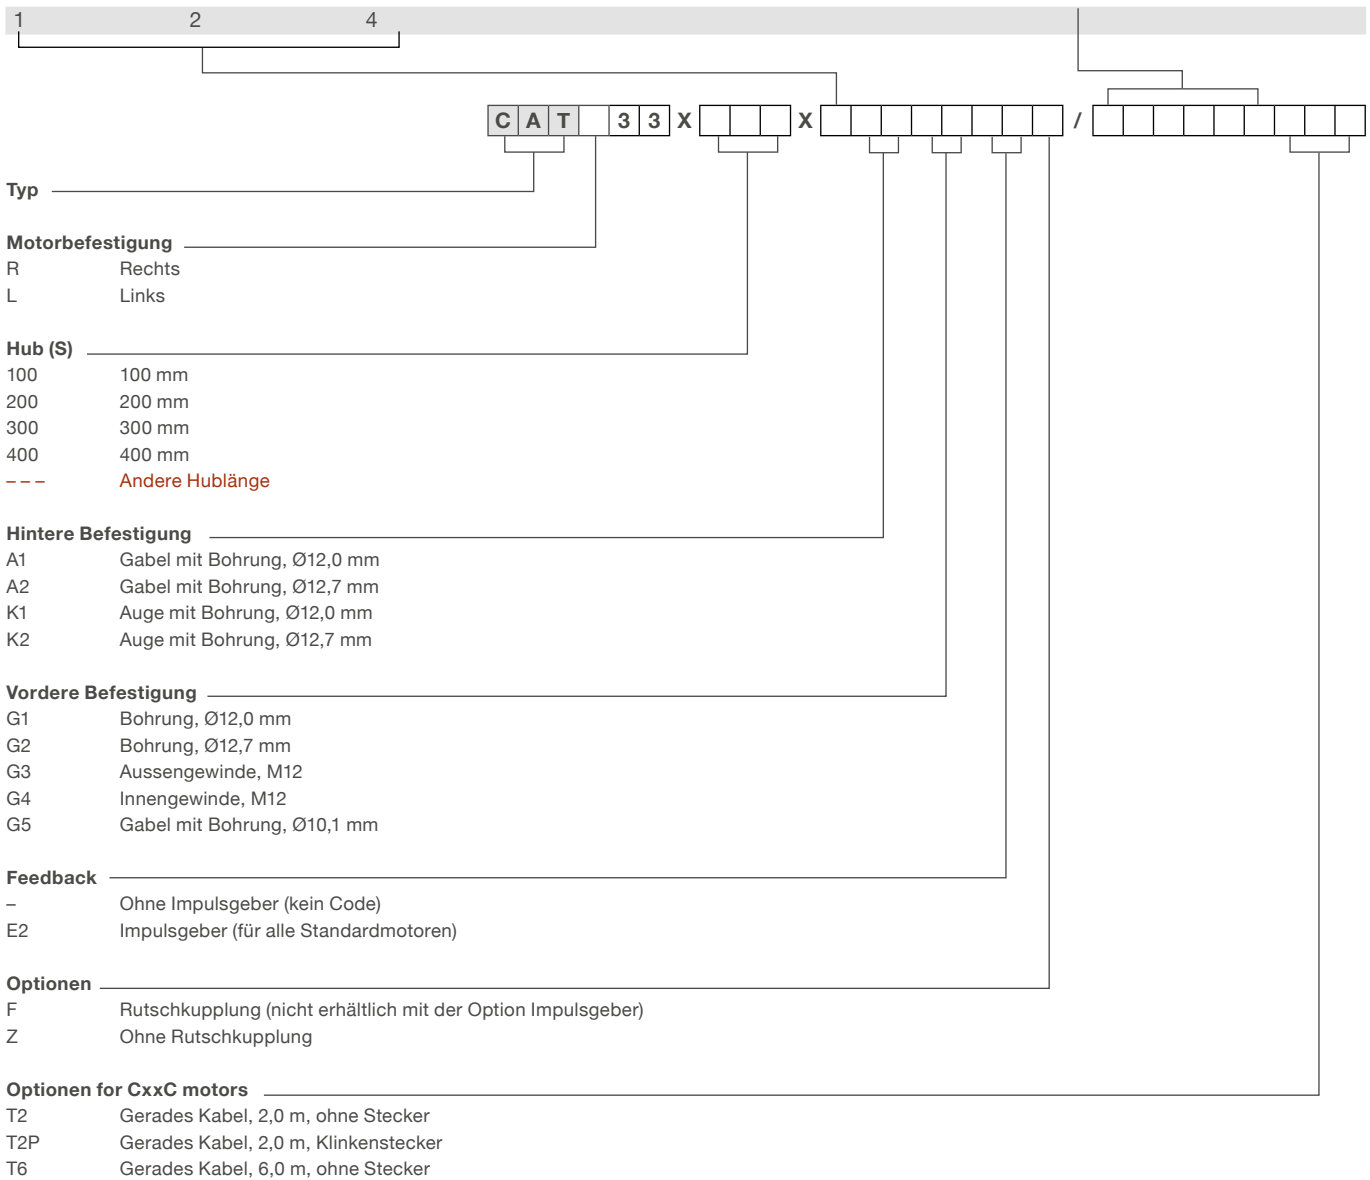 1 2 4
C A T 3 3 X X /
Typ
Motorbefestigung
R Rechts
L Links
Hub (S)
100 100 mm
200 200 mm
300 300 mm
400 400 mm
– – – Andere Hublänge
Hintere Befestigung
A1 Gabel mit Bohrung, Ø12,0 mm
A2 Gabel mit Bohrung, Ø12,7 mm
K1 Auge mit Bohrung, Ø12,0 mm
K2 Auge mit Bohrung, Ø12,7 mm
Vordere Befestigung
G1 Bohrung, Ø12,0 mm
G2 Bohrung, Ø12,7 mm
G3 Aussengewinde, M12
G4 Innengewinde, M12
G5 Gabel mit Bohrung, Ø10,1 mm
Feedback
– Ohne Impulsgeber (kein Code)
E2 Impulsgeber (für alle Standardmotoren)
Optionen
F Rutschkupplung (nicht erhältlich mit der Option Impulsgeber)
Z Ohne Rutschkupplung
Optionen for CxxC motors
T2 Gerades Kabel, 2,0 m, ohne Stecker
T2P Gerades Kabel, 2,0 m, Klinkenstecker
T6 Gerades Kabel, 6,0 m, ohne Stecker